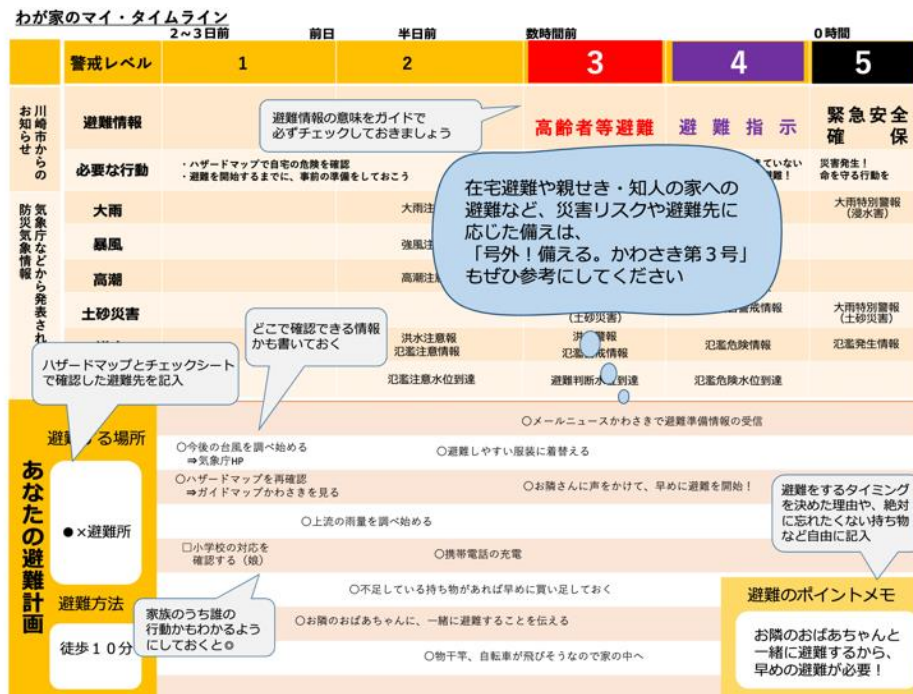 わが家のマイ・タイムライン
2～3日前 前日 半日前 数時間前 0時間
警戒レベル 1 2 3 4 5
川崎市からのお知らせ
避難情報
避難情報の意味をガイドで
必ずチェックしておきましょう
高齢者等避難 避難指示 緊急安全
確保
必要な行動
・ハザードマップで自宅の危険を確認
・避難を開始するまでに、事前の準備をしておこう
災害発生！
命を守る行動を
在宅避難や親せき・知人の家への
避難など、災害リスクや避難先に
応じた備えは、
「号外！備える。かわさき第３号」
もぜひ参考にしてください
気象庁などから発表され
防災気象情報
大雨 大雨注 大雨特別警報
（浸水害）
暴風 強風注
高潮 高潮注意
土砂災害 （土砂災害） 警戒情報 大雨特別警報
（土砂災害）
どこで確認できる情報
かも書いておく
洪水注意報
氾濫注意情報
氾濫危険情報 氾濫発生情報
ハザードマップとチェックシート
で確認した避難先を記入
氾濫注意水位到達 避難判断水 到達 氾濫危険水位到達
あなたの避難計画
避難する場所
●×避難所
避難方法
徒歩１０分
○メールニュースかわさきで避難準備情報の受信
○今後の台風を調べ始める
⇒気象庁HP
○避難しやすい服装に着替える
○ハザードマップを再確認
⇒ガイドマップかわさきを見る
○お隣さんに声をかけて、早めに避難を開始！
○上流の雨量を調べ始める
□小学校の対応を
確認する（娘）
○携帯電話の充電
○不足している持ち物があれば早めに買い足しておく
○お隣のおばあちゃんに、一緒に避難することを伝える
○物干竿、自転車が飛びそうなので家の中へ
家族のうち誰の
行動かもわかるよう
にしておくと◎
避難をするタイミング
を決めた理由や、絶対
に忘れたくない持ち物
など自由に記入
避難のポイントメモ
お隣のおばあちゃんと
一緒に避難するから、
早めの避難が必要！